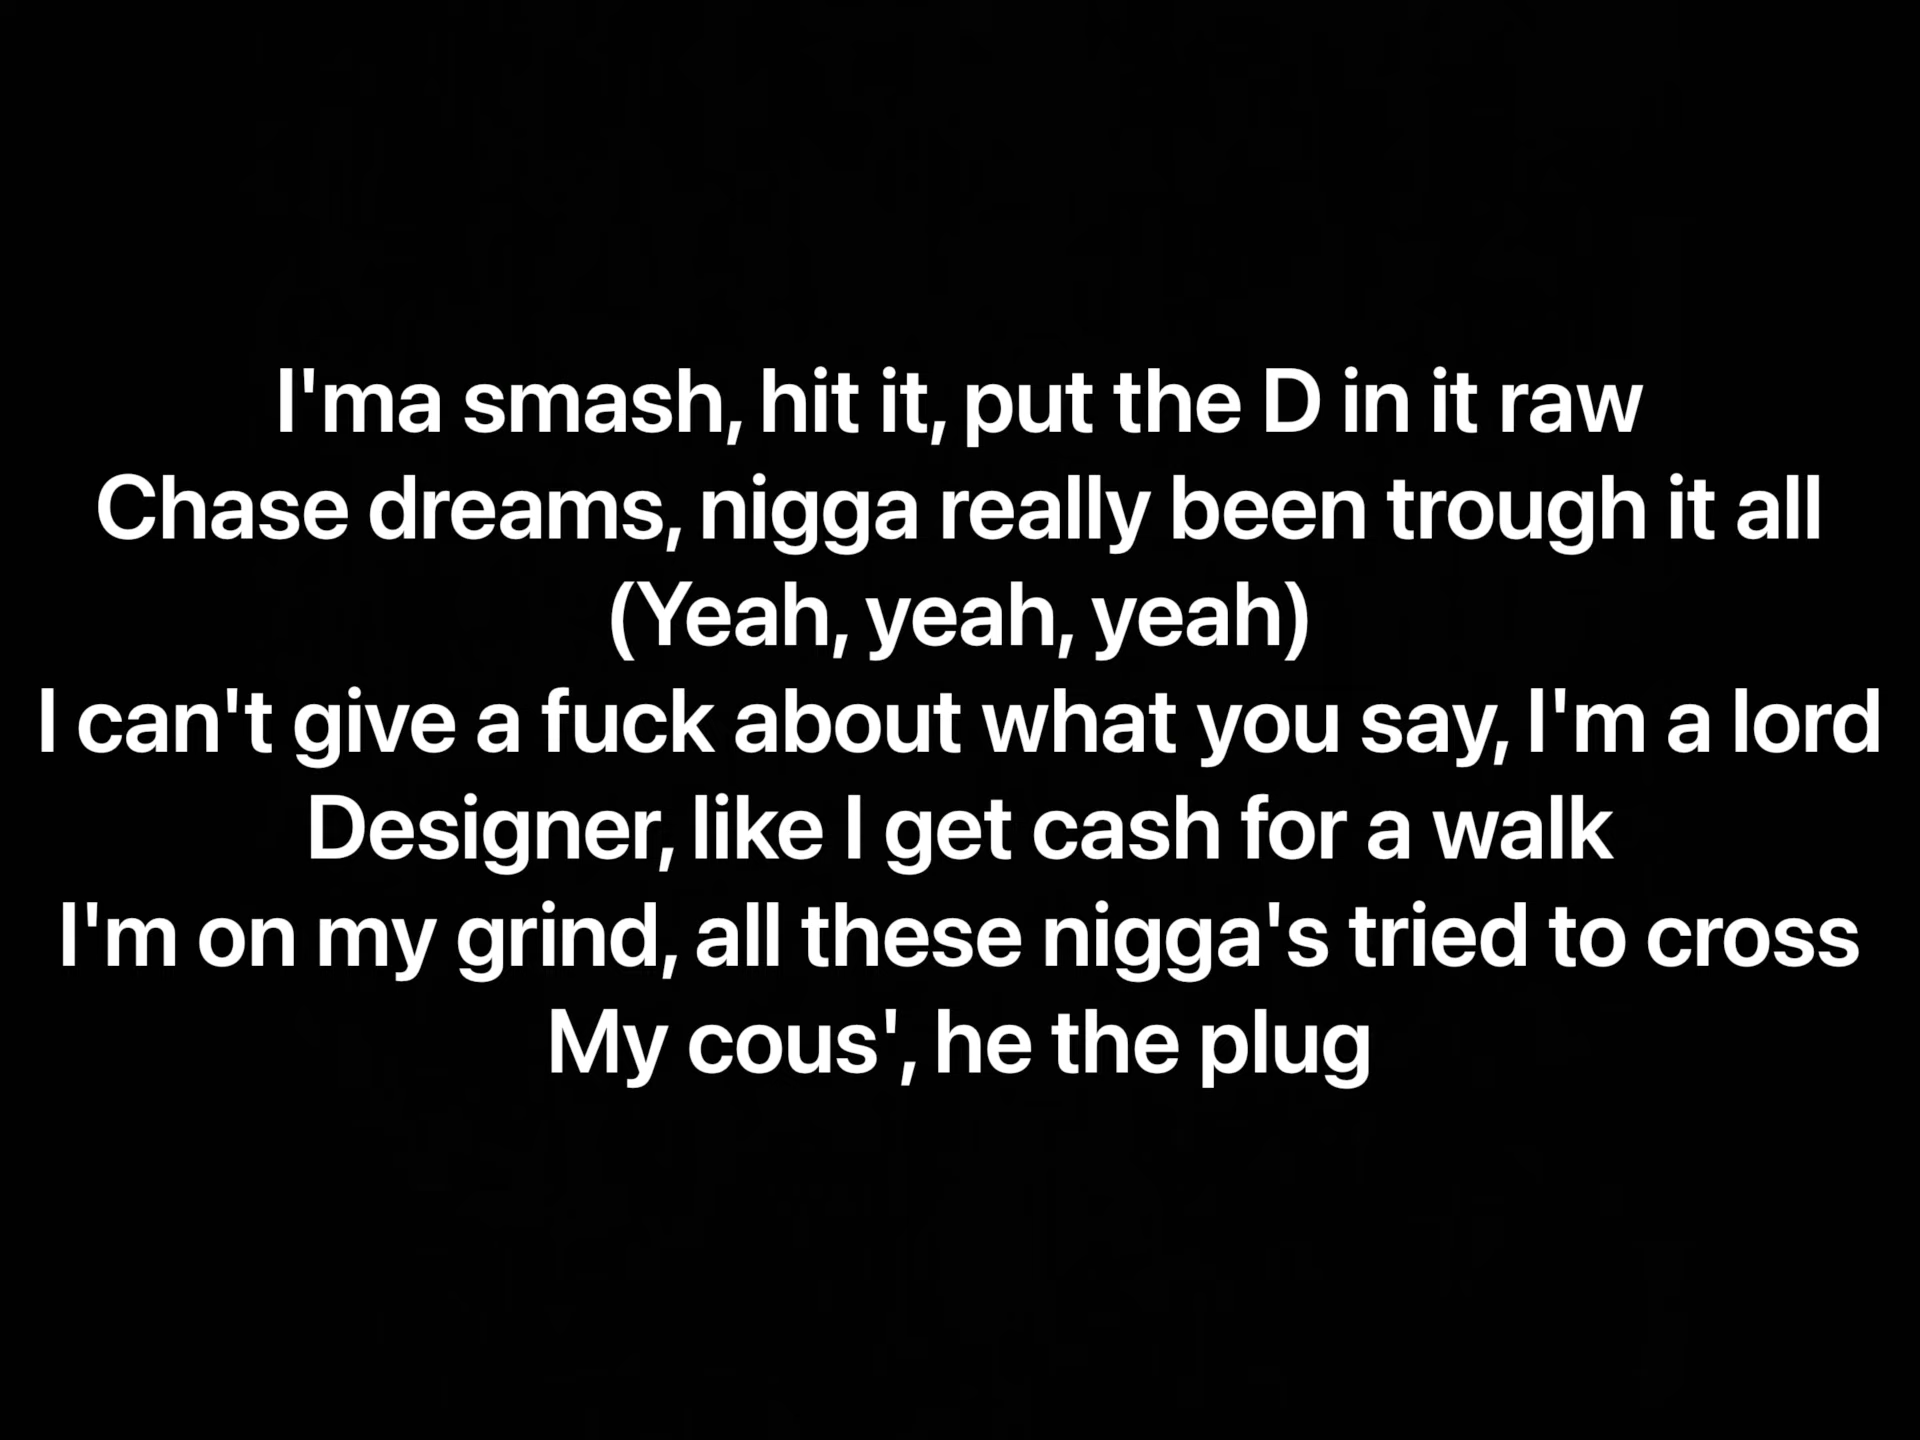 I'ma smash, hit it, put the D in it raw
Chase dreams, nigga really been trough it all
(Yeah, yeah, yeah)
I can't give a fuck about what you say, I'm a lord
Designer, like I get cash for a walk
I'm on my grind, all these nigga's tried to cross
My cous', he the plug